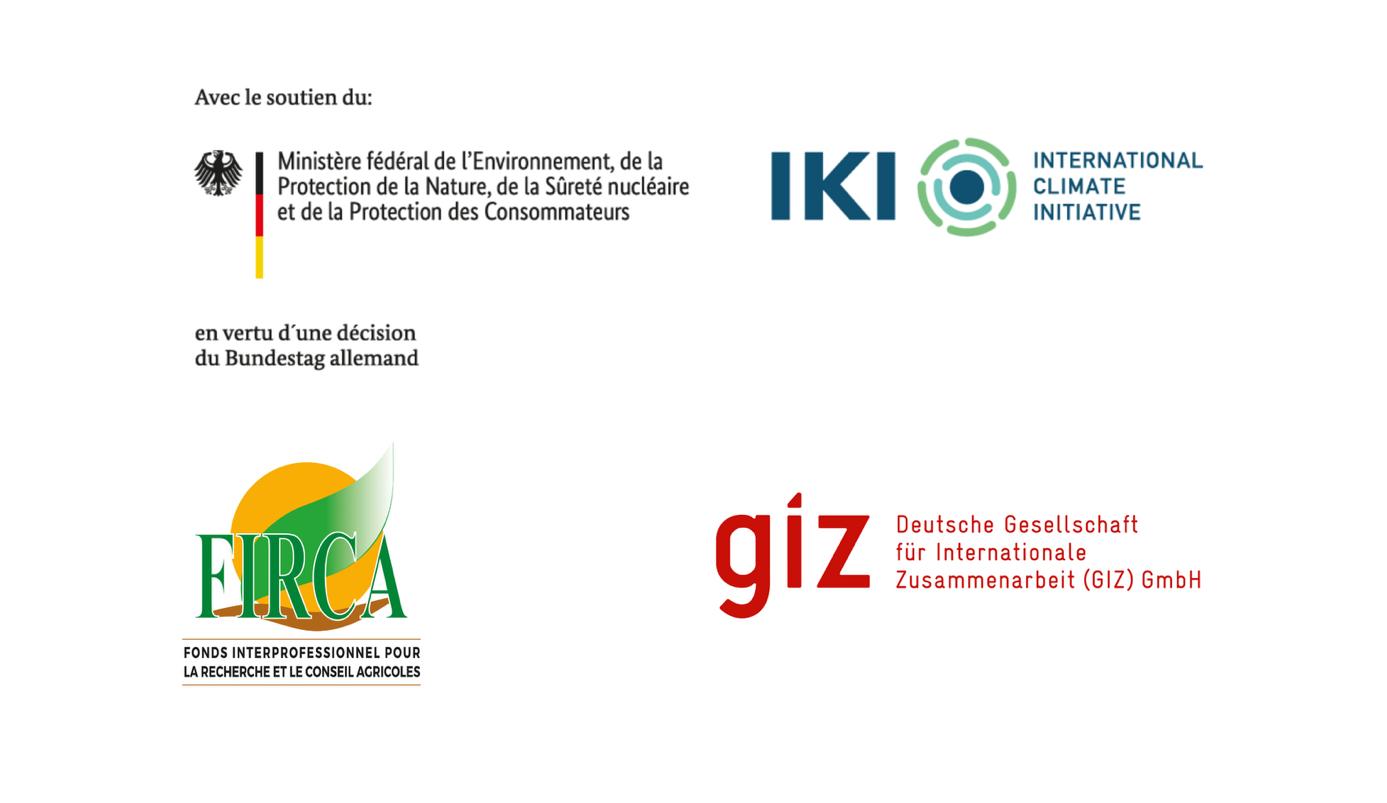 Avec le soutien du:
Ministère fédéral de l'Environnement, de la
Protection de la Nature, de la Sûreté nucléaire
et de la Protection des Consommateurs
IKI
INTERNATIONAL
CLIMATE
INITIATIVE
en vertu d´une décision
du Bundestag allemand
FIRCA
FONDS INTERPROFESSIONNEL POUR
LA RECHERCHE ET LE CONSEIL AGRICOLES
giz
Deutsche Gesellschaft
für Internationale
Zusammenarbeit (GIZ) GmbH